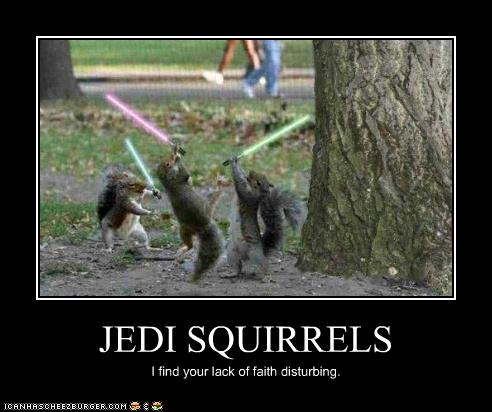 JEDI SQUIRRELS
I find your lack of faith disturbing.
ICANHASCHEEZBURGER.COM